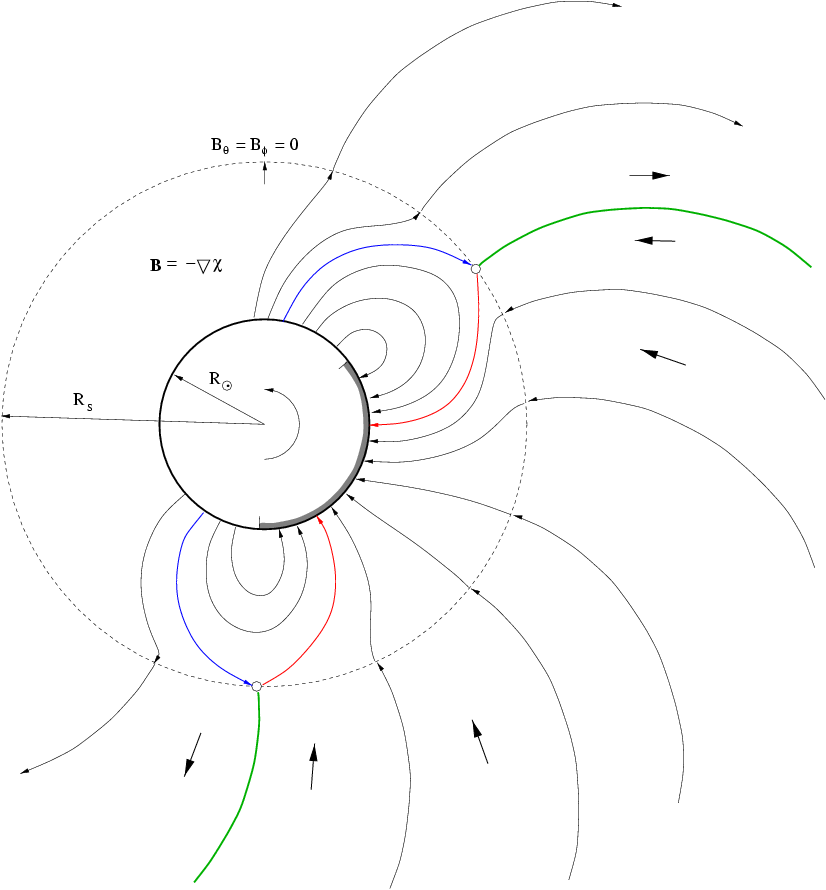 B_θ = B_ϕ = 0
B = −▽χ
R_☉
R_s